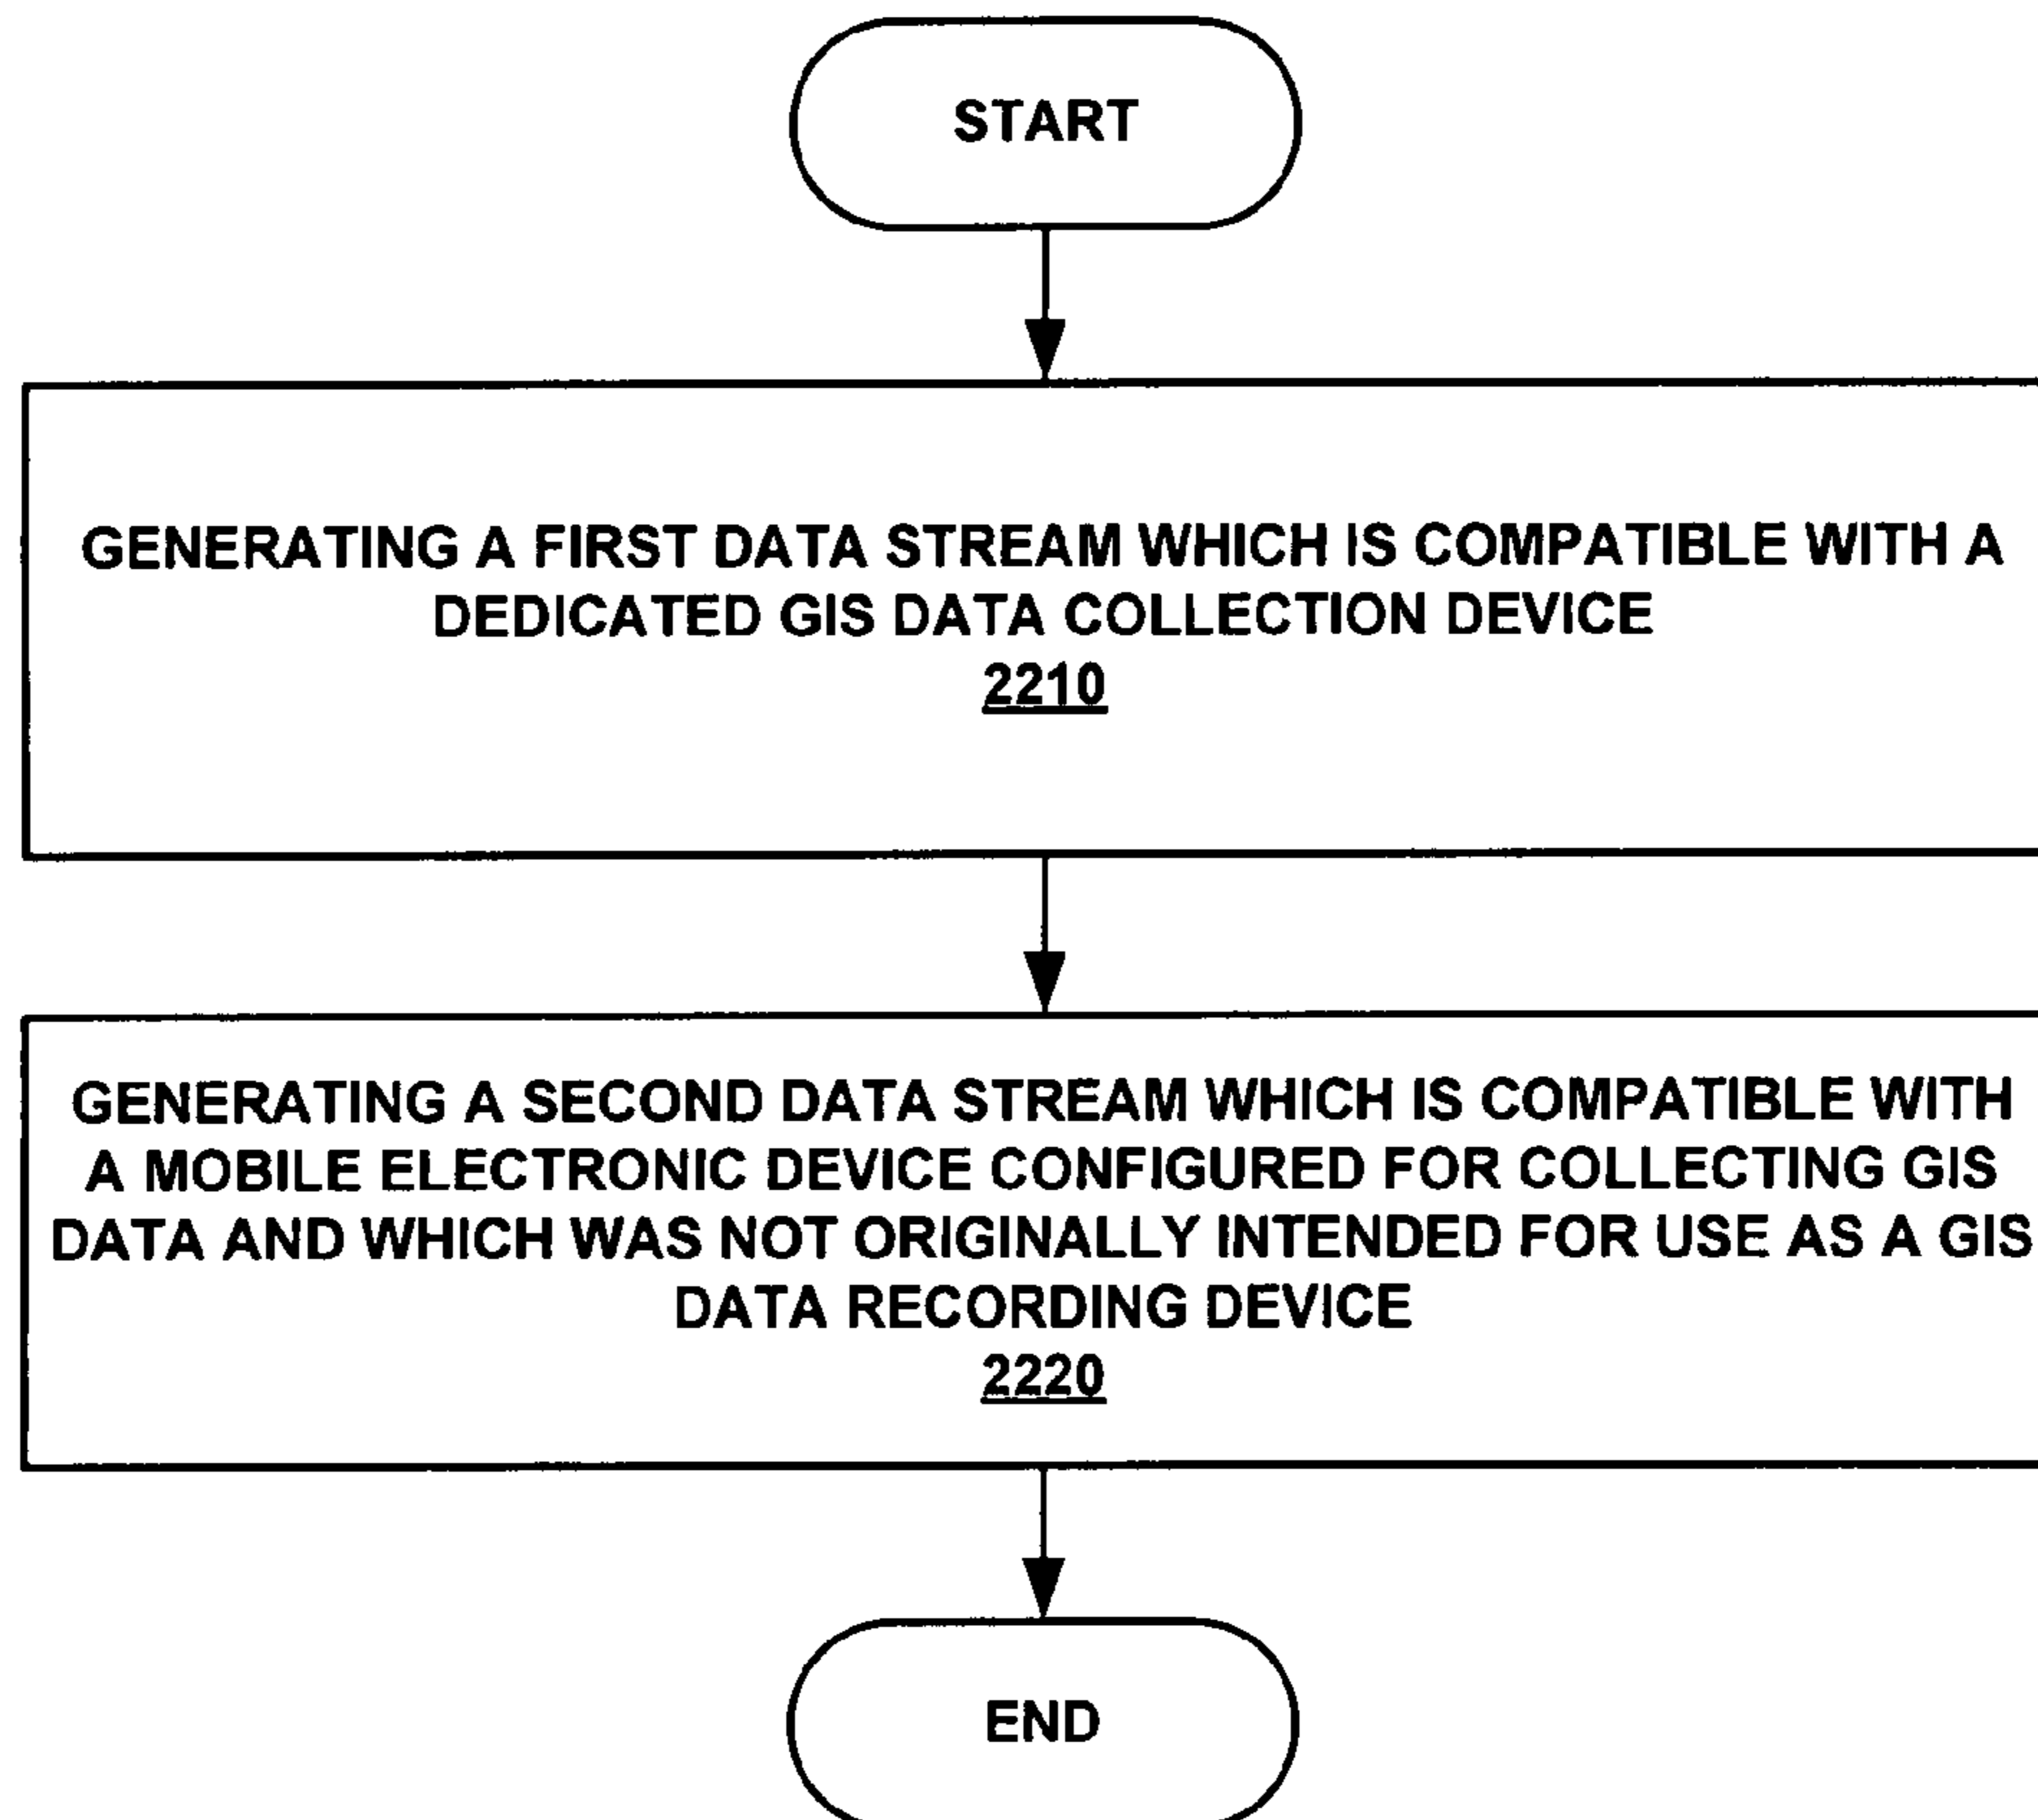 START
GENERATING A FIRST DATA STREAM WHICH IS COMPATIBLE WITH A
DEDICATED GIS DATA COLLECTION DEVICE
2210
GENERATING A SECOND DATA STREAM WHICH IS COMPATIBLE WITH
A MOBILE ELECTRONIC DEVICE CONFIGURED FOR COLLECTING GIS
DATA AND WHICH WAS NOT ORIGINALLY INTENDED FOR USE AS A GIS
DATA RECORDING DEVICE
2220
END